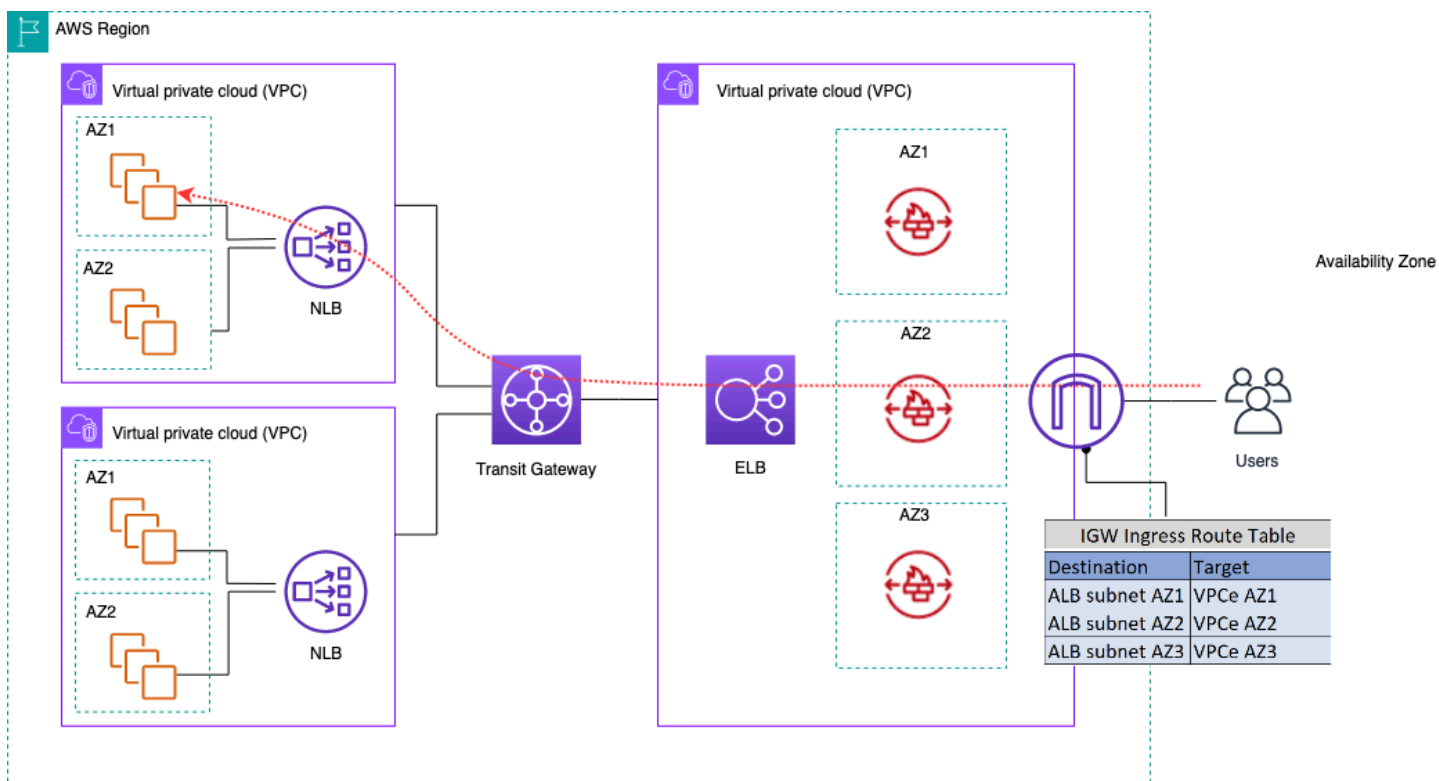 AWS Region
Virtual private cloud (VPC)
AZ1
AZ2
NLB
Virtual private cloud (VPC)
AZ1
AZ2
NLB
Transit Gateway
Virtual private cloud (VPC)
ELB
AZ1
AZ2
AZ3
Availability Zone
Users
IGW Ingress Route Table
Destination Target
ALB subnet AZ1 VPCe AZ1
ALB subnet AZ2 VPCe AZ2
ALB subnet AZ3 VPCe AZ3